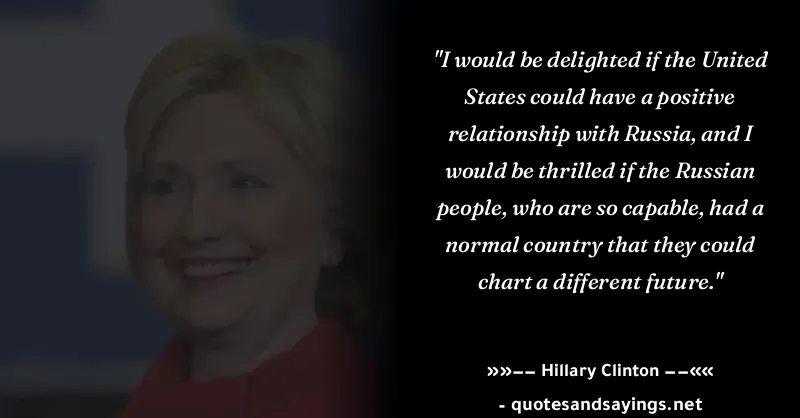 "I would be delighted if the United
States could have a positive
relationship with Russia, and I
would be thrilled if the Russian
people, who are so capable, had a
normal country that they could
chart a different future."
»»−− Hillary Clinton −−««
- quotesandsayings.net